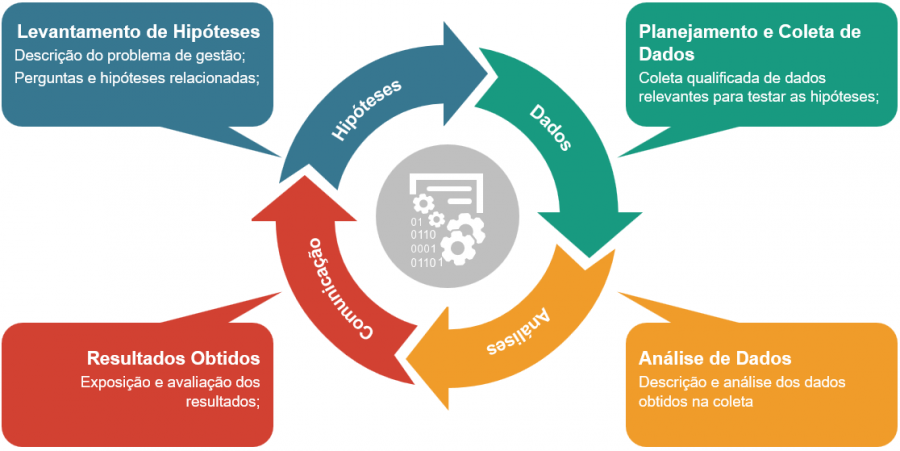 Levantamento de Hipóteses
Descrição do problema de gestão;
Perguntas e hipóteses relacionadas;
Planejamento e Coleta de
Dados
Coleta qualificada de dados
relevantes para testar as hipóteses;
Hipóteses
Dados
Análises
Comunicação
01
0110
0001
01101
Resultados Obtidos
Exposição e avaliação dos
resultados;
Análise de Dados
Descrição e análise dos dados
obtidos na coleta